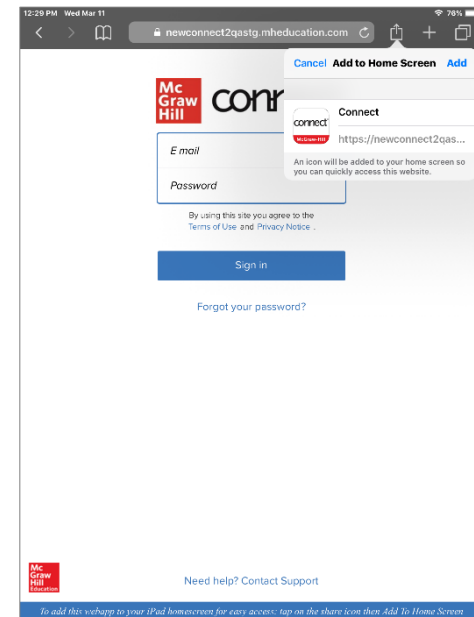 12:29 PM Wed Mar 11
76%
newconnect2qastg.mheducation.com
Cancel Add to Home Screen Add
connect
McGraw-Hill
Connect
https://newconnect2qas...
An icon will be added to your home screen so
you can quickly access this website.
Mc
Graw
Hill
conn
E mail
Password
By using this site you agree to the
Terms of Use and Privacy Notice .
Sign in
Forgot your password?
Mc
Graw
Hill
Education
Need help? Contact Support
To add this webapp to your iPad homescreen for easy access: tap on the share icon then Add To Home Screen